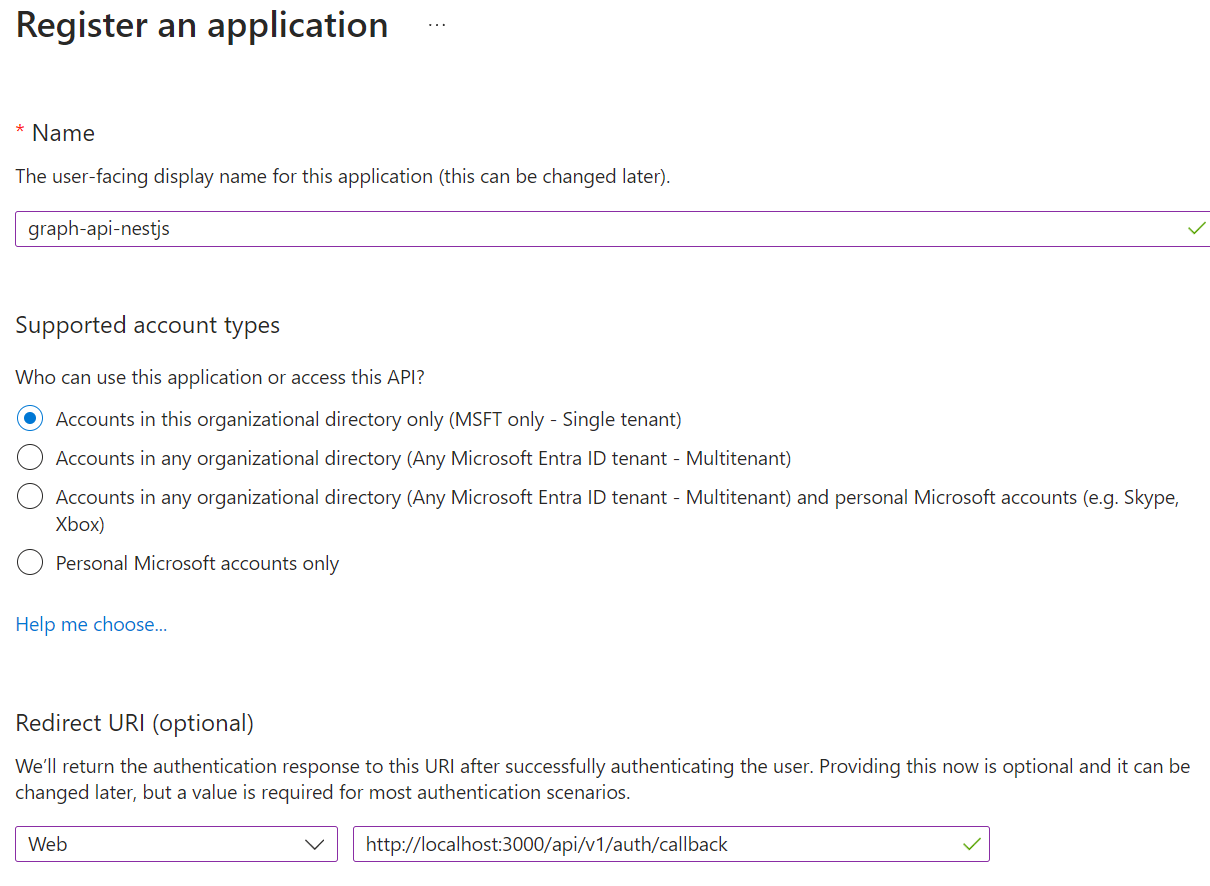 Register an application ...
* Name
The user-facing display name for this application (this can be changed later).
graph-api-nestjs
Supported account types
Who can use this application or access this API?
Accounts in this organizational directory only (MSFT only - Single tenant)
Accounts in any organizational directory (Any Microsoft Entra ID tenant - Multitenant)
Accounts in any organizational directory (Any Microsoft Entra ID tenant - Multitenant) and personal Microsoft accounts (e.g. Skype,
Xbox)
Personal Microsoft accounts only
Help me choose...
Redirect URI (optional)
We’ll return the authentication response to this URI after successfully authenticating the user. Providing this now is optional and it can be
changed later, but a value is required for most authentication scenarios.
Web http://localhost:3000/api/v1/auth/callback